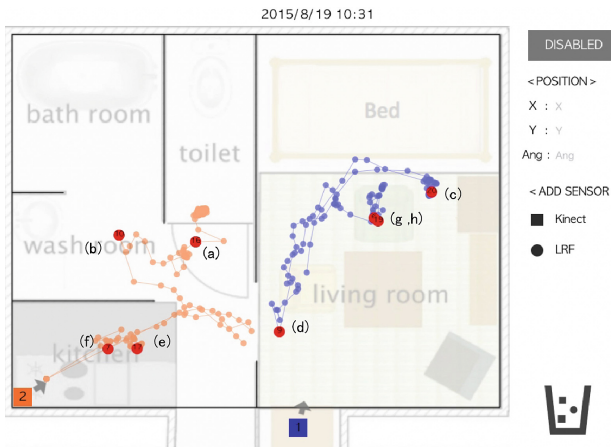 2015/8/19 10:31
DISABLED
<POSITION>
X : X
Y : Y
Ang : Ang
<ADD SENSOR
Kinect
LRF
bath room
toilet
Bed
washroom
living room
kitchen
(a)
(b)
(c)
(g ,h)
(d)
(f)
(e)
2
1